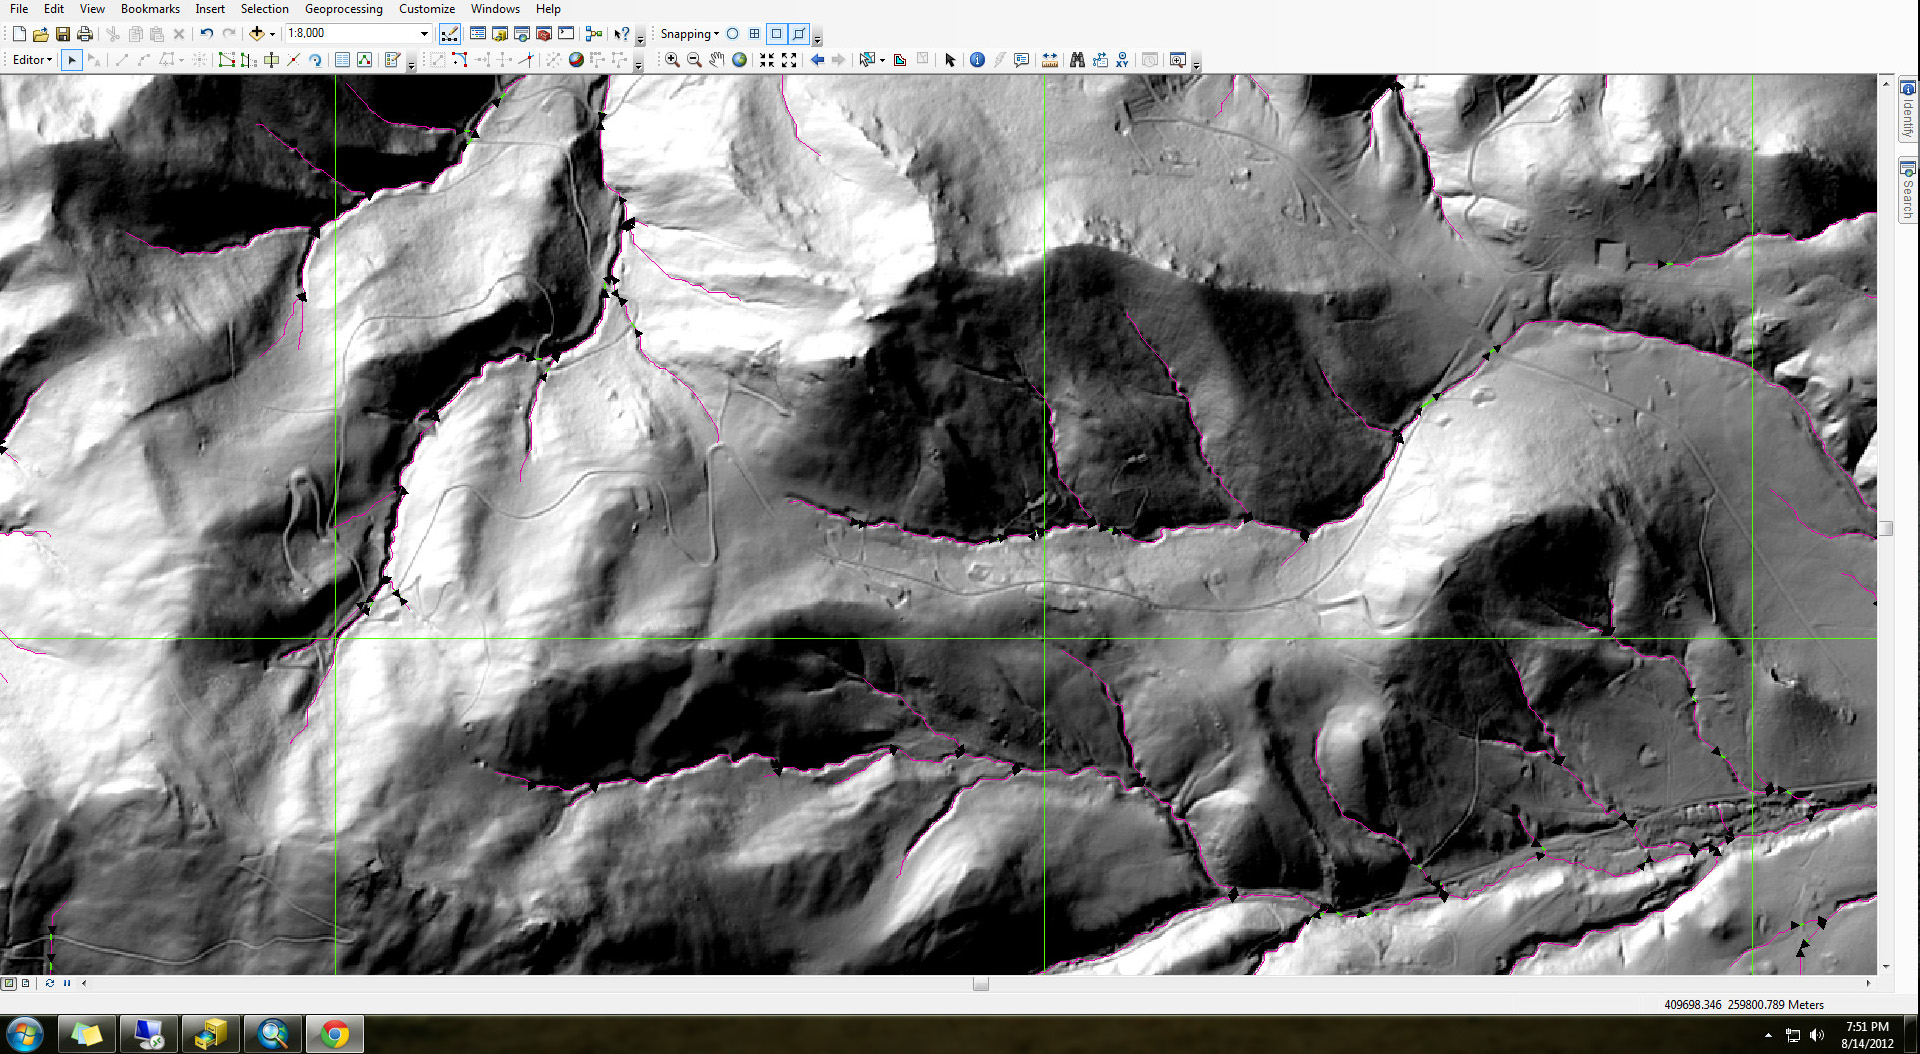 File Edit View Bookmarks Insert Selection Geoprocessing Customize Windows Help
1:8,000 Snapping
Editor XY
Identify
Search
409698.346 259800.789 Meters
7:51 PM
8/14/2012